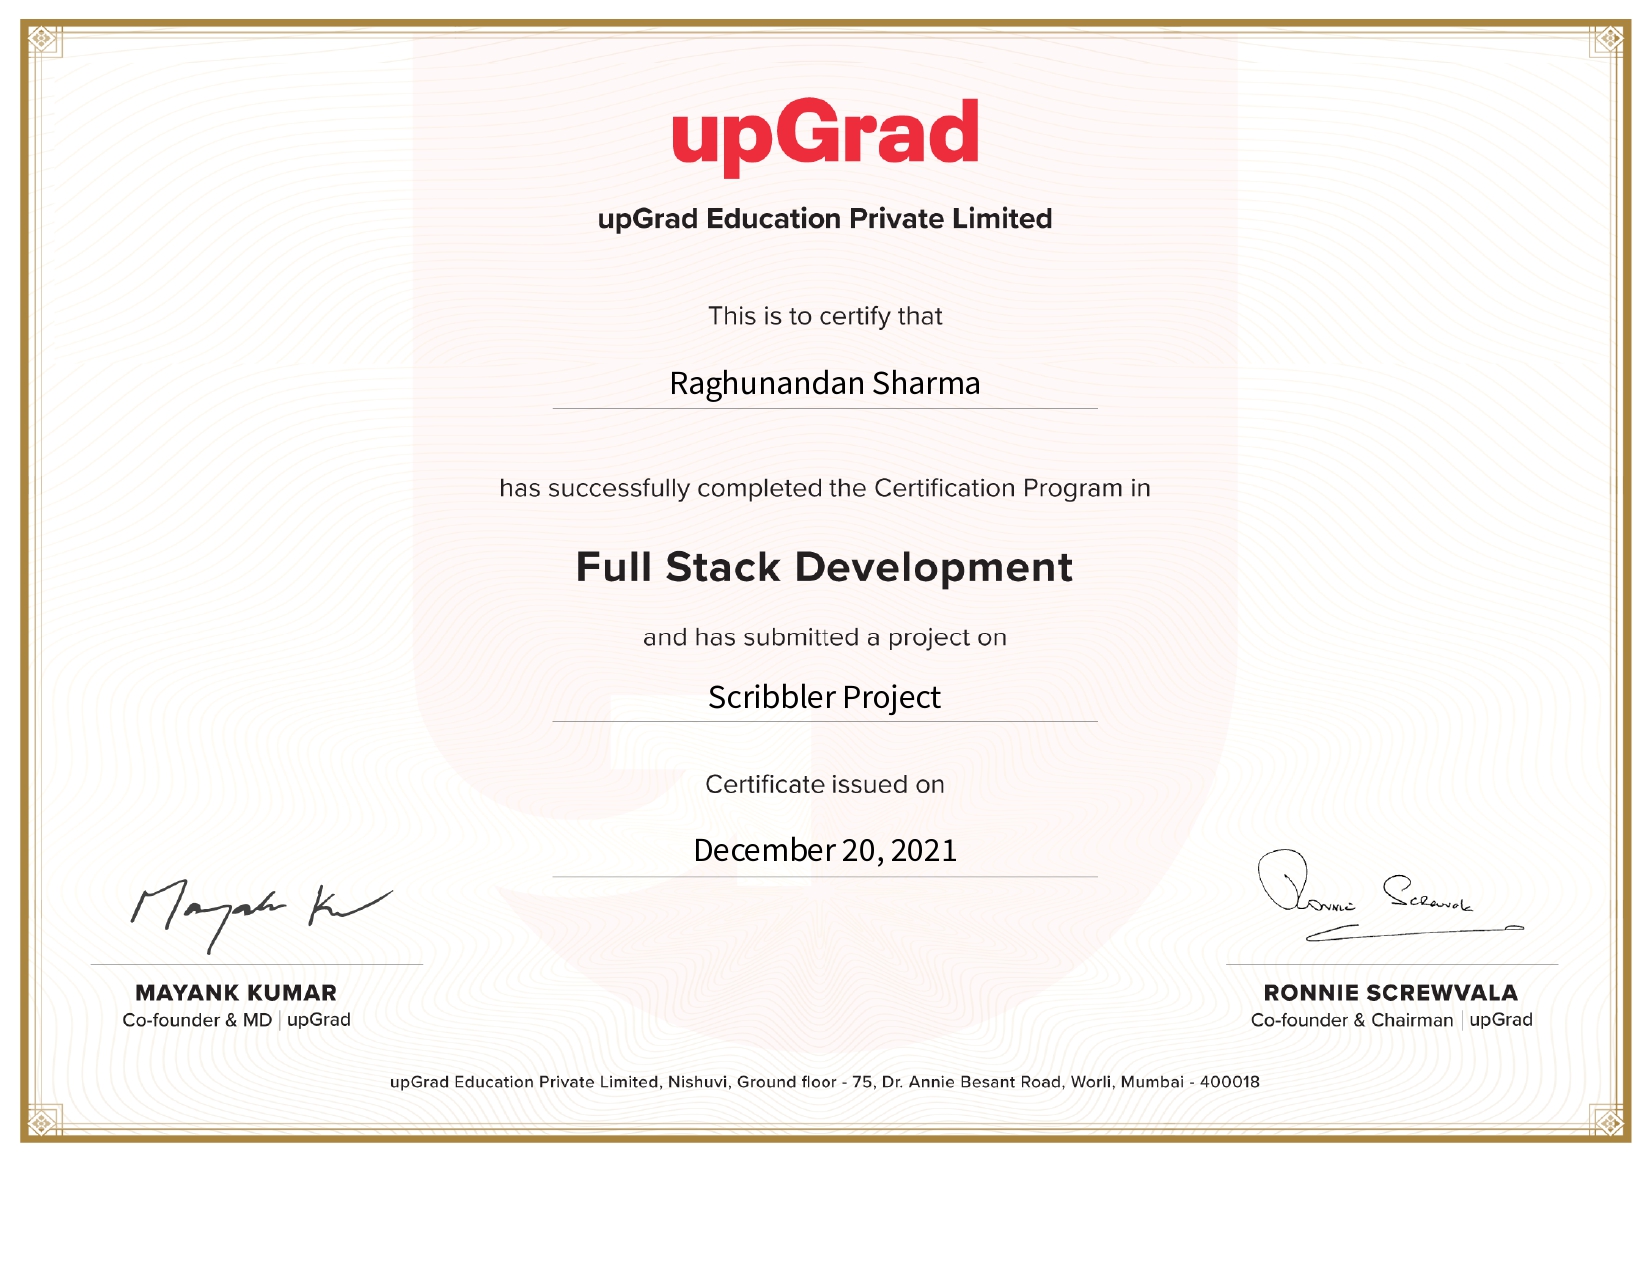 upGrad
upGrad Education Private Limited
This is to certify that
Raghunandan Sharma
has successfully completed the Certification Program in
Full Stack Development
and has submitted a project on
Scribbler Project
Certificate issued on
December 20, 2021
Mayank Ku
Ronnie Screwvala
MAYANK KUMAR
Co-founder & MD | upGrad
RONNIE SCREWVALA
Co-founder & Chairman | upGrad
upGrad Education Private Limited, Nishuvi, Ground floor - 75, Dr. Annie Besant Road, Worli, Mumbai - 400018